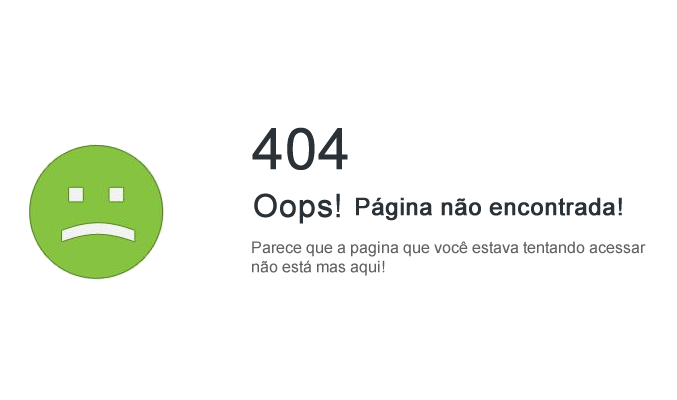 404
Oops! Página não encontrada!
Parece que a pagina que você estava tentando acessar
não está mas aqui!